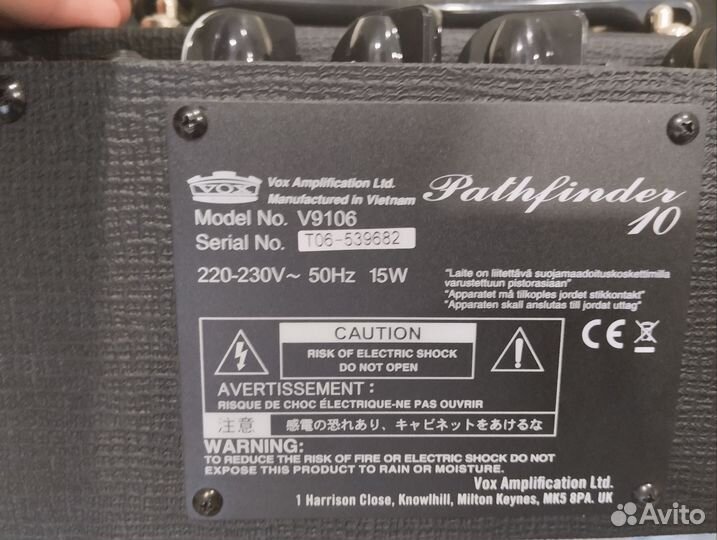 VOX
Vox Amplification Ltd.
Manufactured in Vietnam
Pathfinder
10
Model No. V9106
Serial No. T06-539682
220-230V~ 50Hz 15W
"Laite on liitettävä suojamaadoituskoskettimilla
varustettuun pistorasiaan"
"Apparatet må tilkoples jordet stikkontakt"
"Apparaten skall anslutas till jordat uttag"
CE
CAUTION
RISK OF ELECTRIC SHOCK
DO NOT OPEN
AVERTISSEMENT :
RISQUE DE CHOC ÉLECTRIQUE-NE PAS OUVRIR
注意 感電の恐れあり、キャビネットをあけるな
WARNING:
TO REDUCE THE RISK OF FIRE OR ELECTRIC SHOCK DO NOT
EXPOSE THIS PRODUCT TO RAIN OR MOISTURE.
Vox Amplification Ltd.
1 Harrison Close, Knowlhill, Milton Keynes, MK5 8PA. UK
Avito